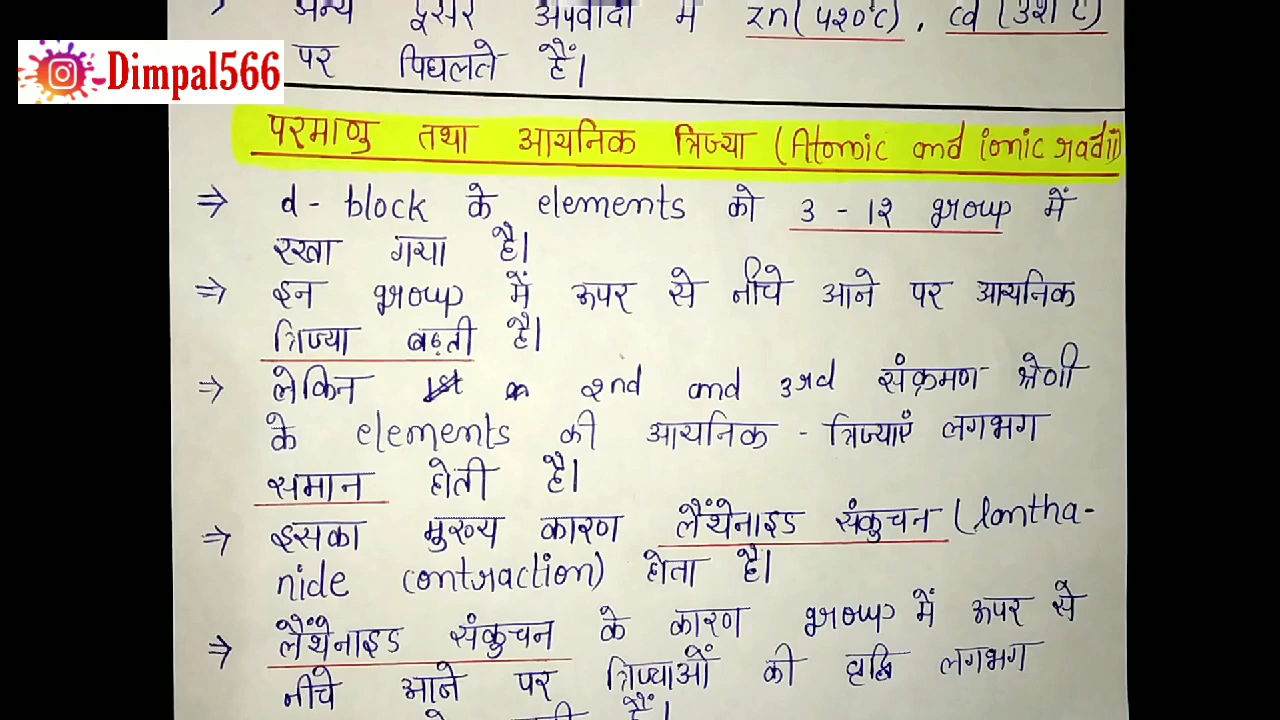 अन्य दूसरे अपवादों में zn(420°C), cd (321°C)
Dimpal566
पर पिघलते हैं।
परमाणु तथा आयनिक त्रिज्या (Atomic and ionic radii)
⇒ d- block के elements को 3 - 12 group में
रखा गया है।
⇒ इन group में ऊपर से नीचे आने पर आयनिक
त्रिज्या बढ़ती है।
⇒ लेकिन 2nd and 3rd संक्रमण श्रेणी
के elements की आयनिक - त्रिज्याएँ लगभग
समान होती है।
⇒ इसका मुख्य कारण लैंथेनाइड संकुचन (lantha-
nide contraction) होता है।
⇒ लैंथेनाइड संकुचन के कारण group में ऊपर से
नीचे आने पर त्रिज्याओं की वृद्धि लगभग